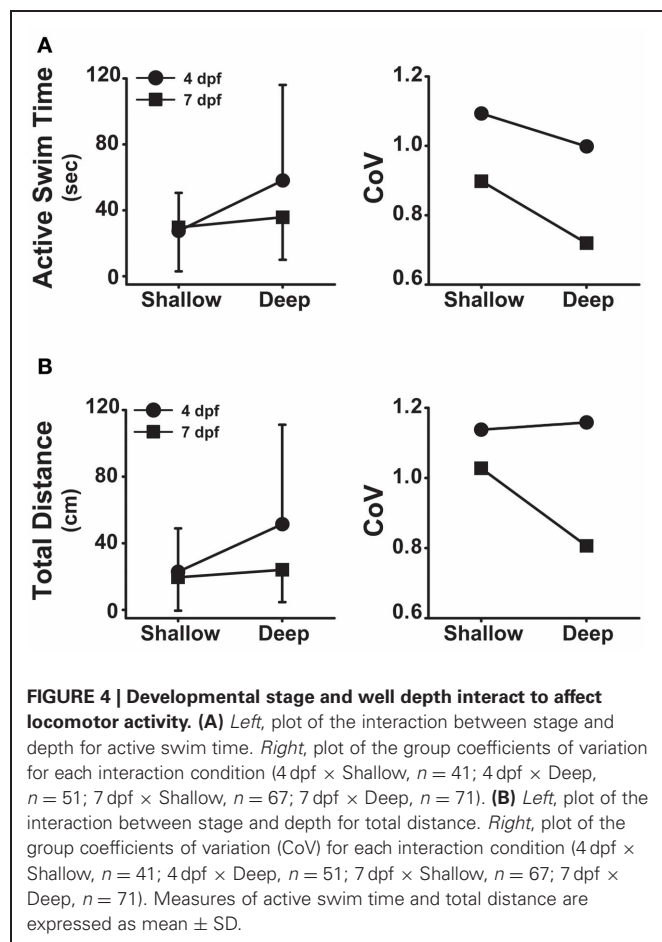 A
Active Swim Time
(sec)
120
80
40
0
4 dpf
7 dpf
Shallow Deep
CoV
1.2
1.0
0.8
0.6
Shallow Deep
B
Total Distance
(cm)
120
80
40
0
4 dpf
7 dpf
Shallow Deep
CoV
1.2
1.0
0.8
0.6
Shallow Deep
FIGURE 4 | Developmental stage and well depth interact to affect
locomotor activity. (A) Left, plot of the interaction between stage and
depth for active swim time. Right, plot of the group coefficients of variation
for each interaction condition (4 dpf × Shallow, n = 41; 4 dpf × Deep,
n = 51; 7 dpf × Shallow, n = 67; 7 dpf × Deep, n = 71). (B) Left, plot of the
interaction between stage and depth for total distance. Right, plot of the
group coefficients of variation (CoV) for each interaction condition (4 dpf ×
Shallow, n = 41; 4 dpf × Deep, n = 51; 7 dpf × Shallow, n = 67; 7 dpf ×
Deep, n = 71). Measures of active swim time and total distance are
expressed as mean ± SD.